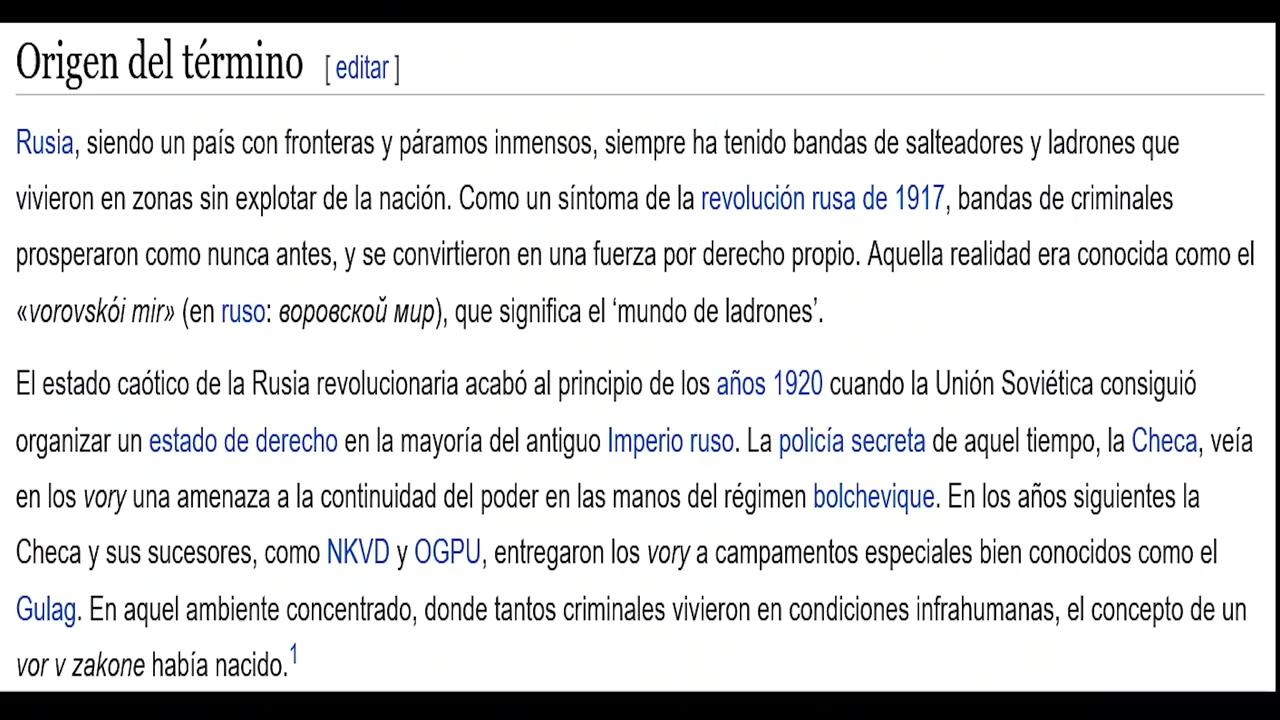 Origen del término [ editar ]
Rusia, siendo un país con fronteras y páramos inmensos, siempre ha tenido bandas de salteadores y ladrones que
vivieron en zonas sin explotar de la nación. Como un síntoma de la revolución rusa de 1917, bandas de criminales
prosperaron como nunca antes, y se convirtieron en una fuerza por derecho propio. Aquella realidad era conocida como el
«vorovskói mir» (en ruso: воровской мир), que significa el ‘mundo de ladrones’.
El estado caótico de la Rusia revolucionaria acabó al principio de los años 1920 cuando la Unión Soviética consiguió
organizar un estado de derecho en la mayoría del antiguo Imperio ruso. La policía secreta de aquel tiempo, la Checa, veía
en los vory una amenaza a la continuidad del poder en las manos del régimen bolchevique. En los años siguientes la
Checa y sus sucesores, como NKVD y OGPU, entregaron los vory a campamentos especiales bien conocidos como el
Gulag. En aquel ambiente concentrado, donde tantos criminales vivieron en condiciones infrahumanas, el concepto de un
vor v zakone había nacido.1